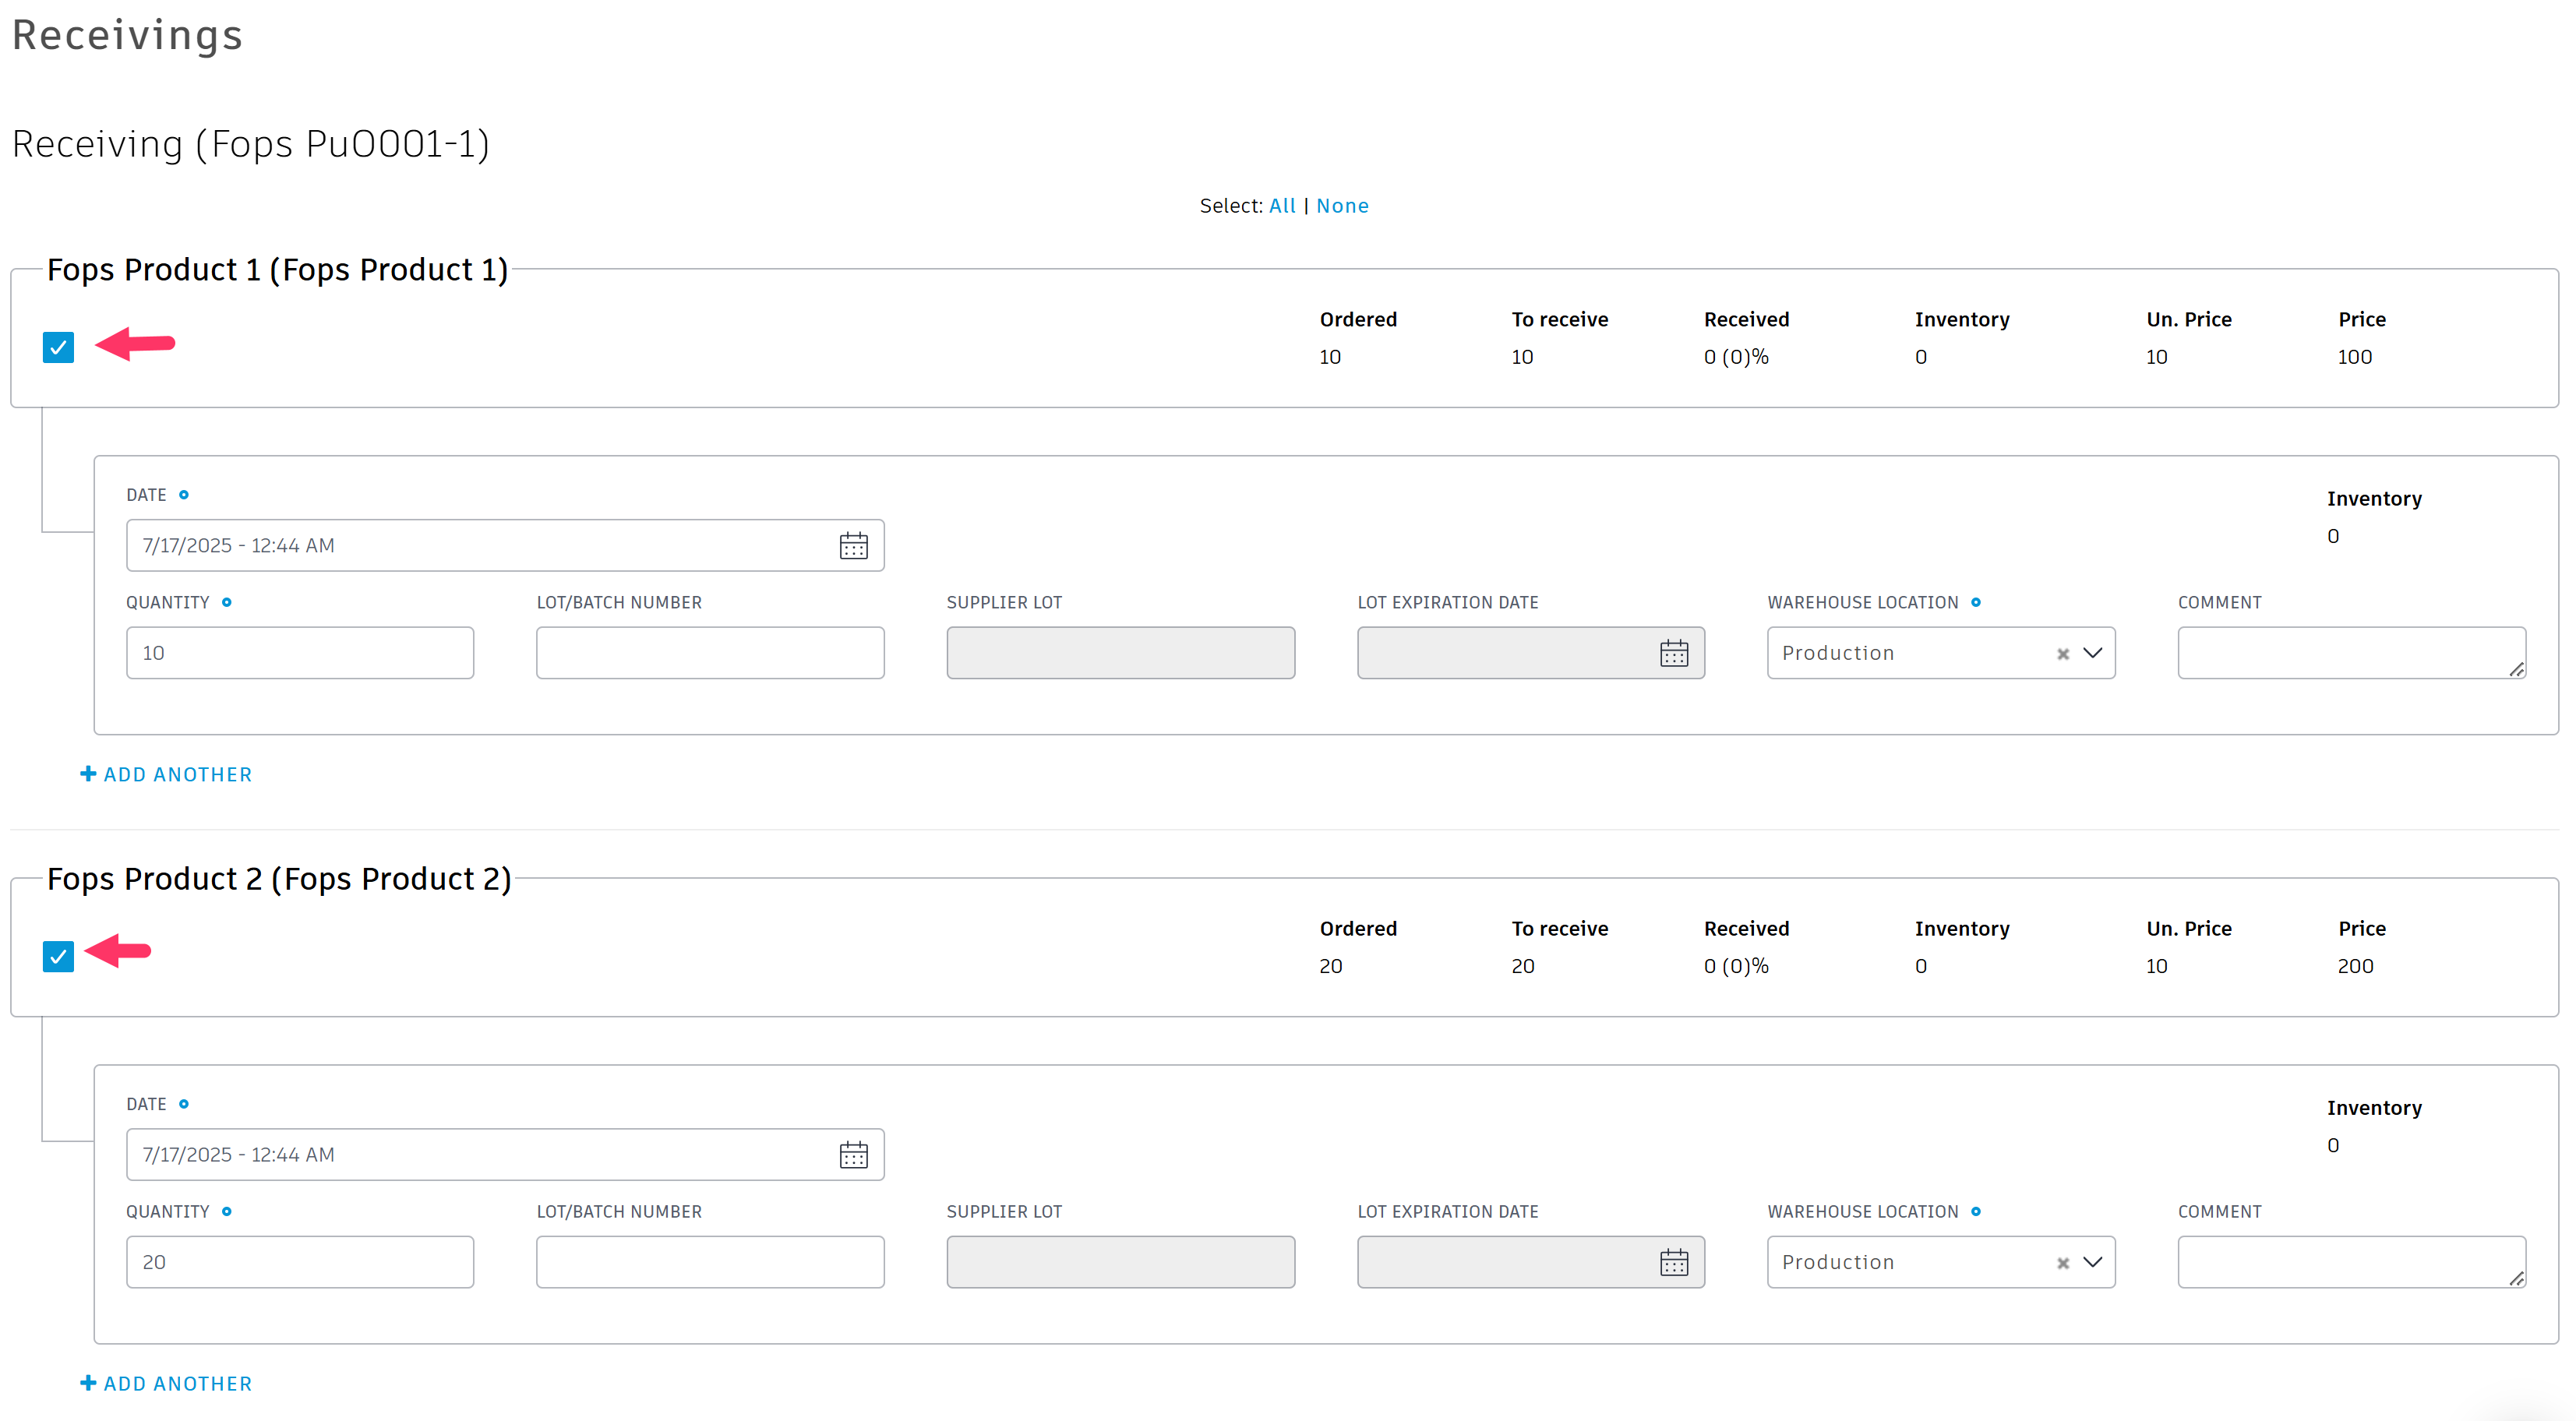 Receivings
Receiving (Fops Pu0001-1)
Select: All | None
Fops Product 1 (Fops Product 1)
Ordered To receive Received Inventory Un. Price Price
10 10 0 (0)% 0 10 100
DATE
Inventory
7/17/2025 - 12:44 AM
0
QUANTITY LOT/BATCH NUMBER SUPPLIER LOT LOT EXPIRATION DATE WAREHOUSE LOCATION COMMENT
10 Production
ADD ANOTHER
Fops Product 2 (Fops Product 2)
Ordered To receive Received Inventory Un. Price Price
20 20 0 (0)% 0 10 200
DATE
Inventory
7/17/2025 - 12:44 AM
0
QUANTITY LOT/BATCH NUMBER SUPPLIER LOT LOT EXPIRATION DATE WAREHOUSE LOCATION COMMENT
20 Production
ADD ANOTHER